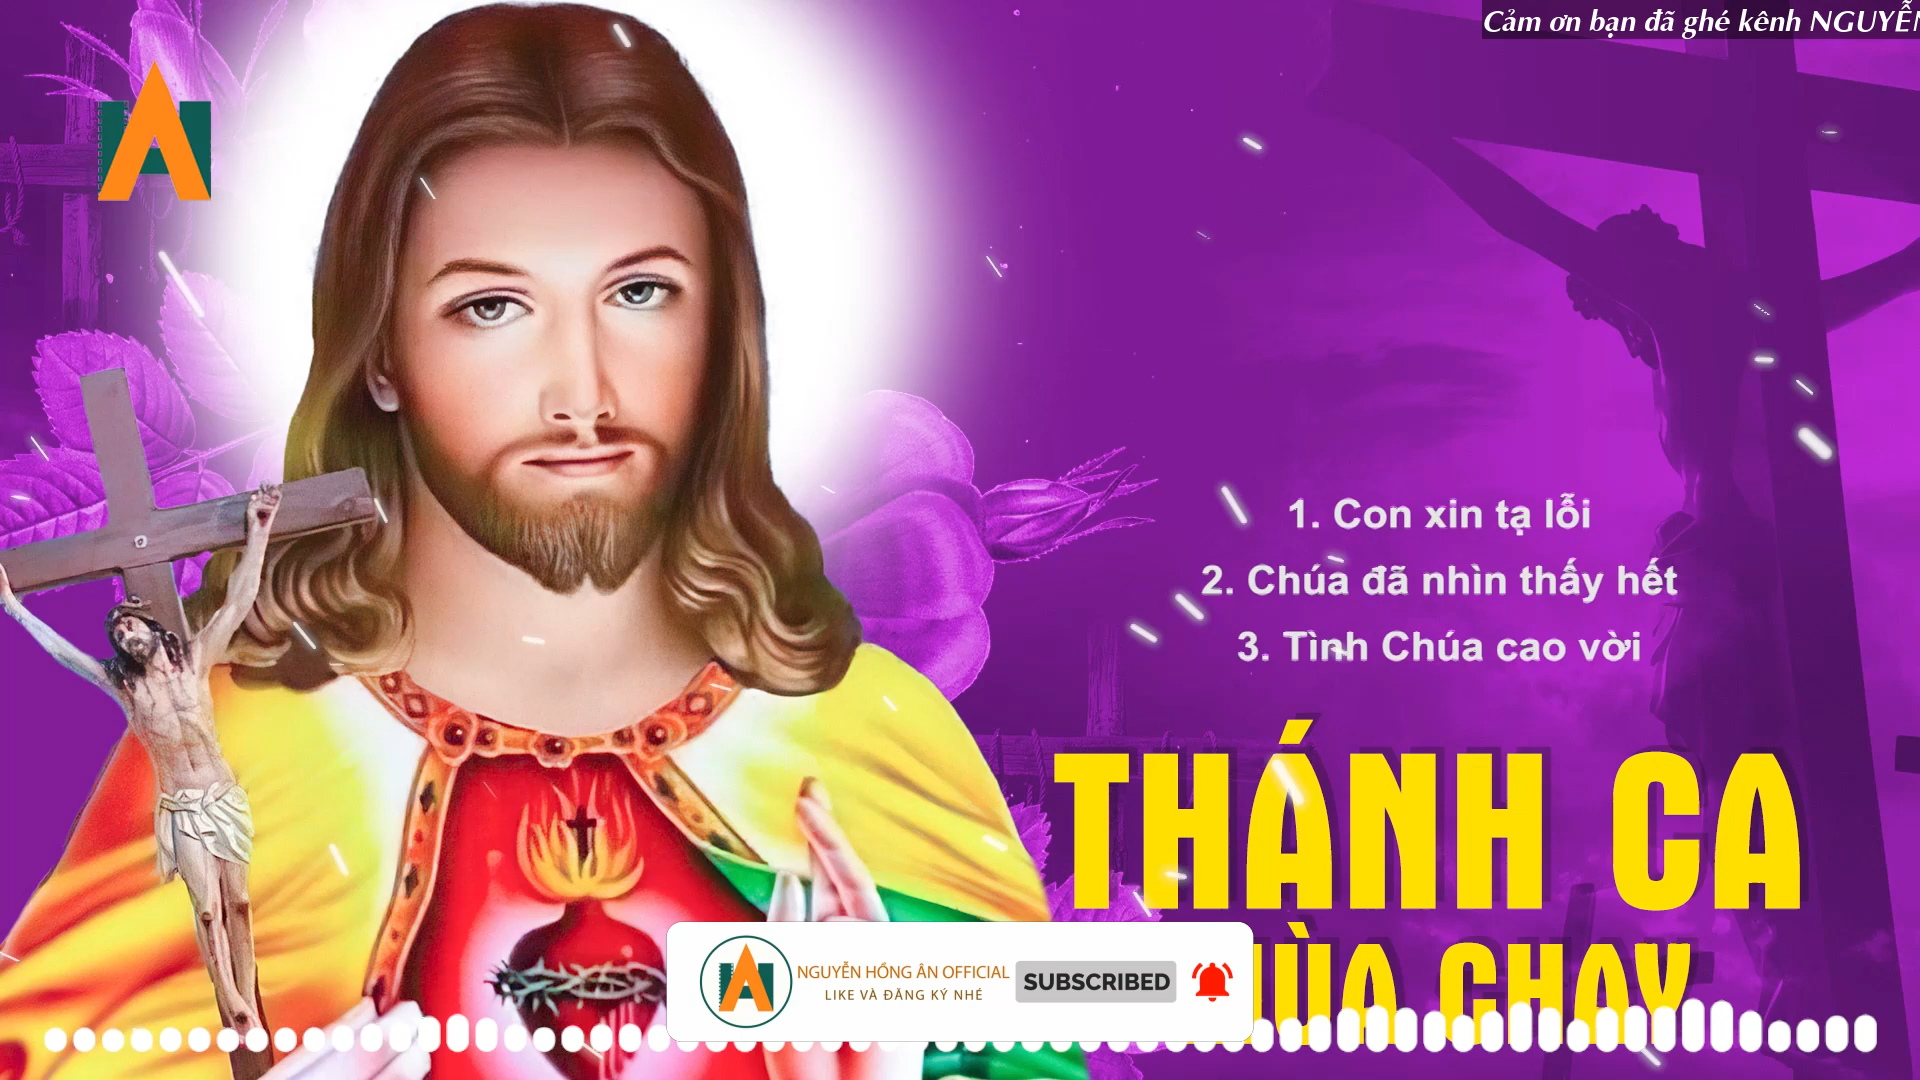 Cảm ơn bạn đã ghé kênh
1. Con xin tạ lỗi
2. Chúa đã nhìn thấy hết
3. Tình Chúa cao vời
THÁNH CA
CHAY
NGUYỄN HỒNG ÂN OFFICIAL
LIKE VÀ ĐĂNG KÝ NHÉ
SUBSCRIBED